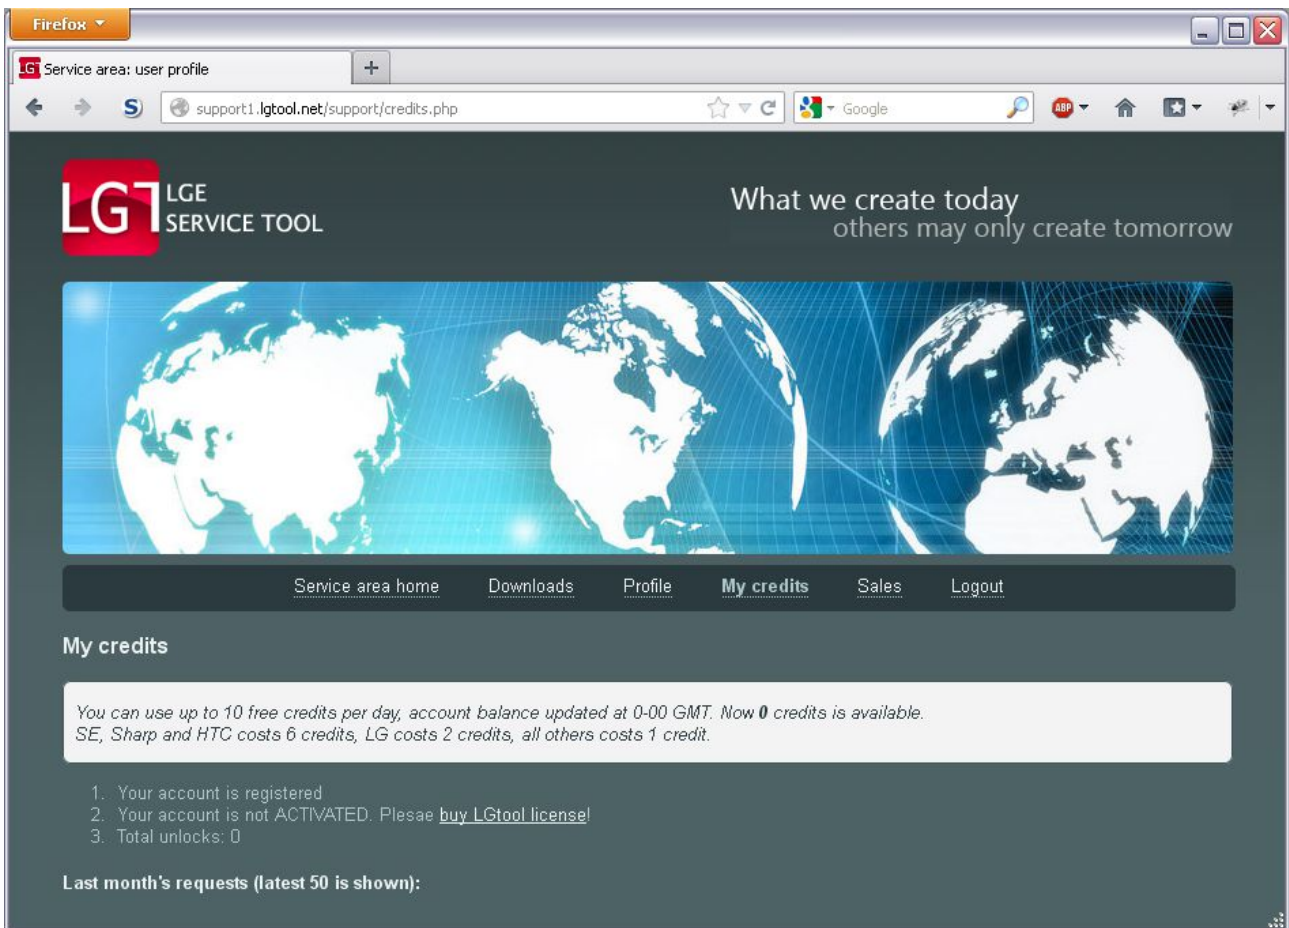 Firefox
LGT Service area: user profile
support1.lgtool.net/support/credits.php
Google
ABP
LGT
LGE
SERVICE TOOL
What we create today
others may only create tomorrow
Service area home Downloads Profile My credits Sales Logout
My credits
You can use up to 10 free credits per day, account balance updated at 0-00 GMT. Now 0 credits is available.
SE, Sharp and HTC costs 6 credits, LG costs 2 credits, all others costs 1 credit.
1. Your account is registered
2. Your account is not ACTIVATED. Plesae buy LGtool license!
3. Total unlocks: 0
Last month's requests (latest 50 is shown):